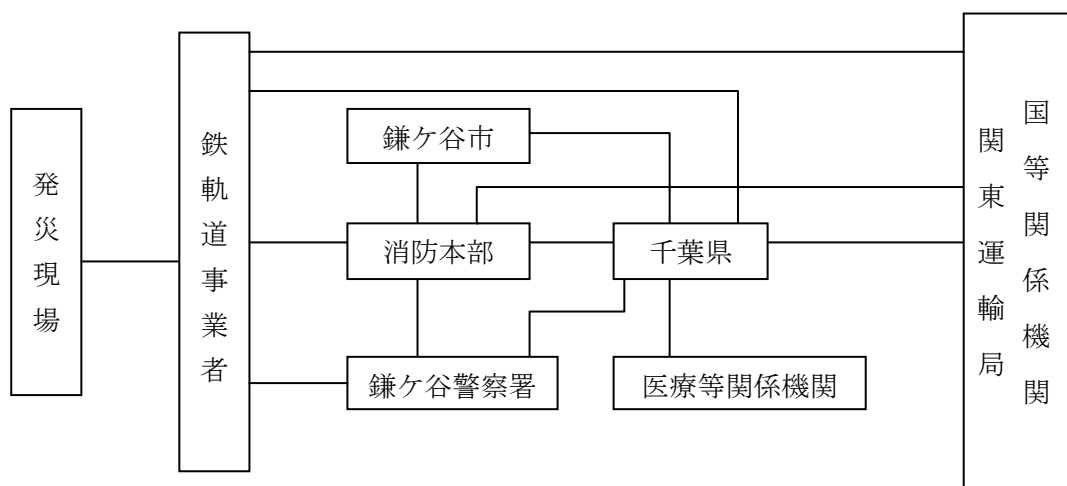 発災現場
鉄軌道事業者
鎌ケ谷市
消防本部
鎌ケ谷警察署
千葉県
医療等関係機関
国等関係機関
関東運輸局